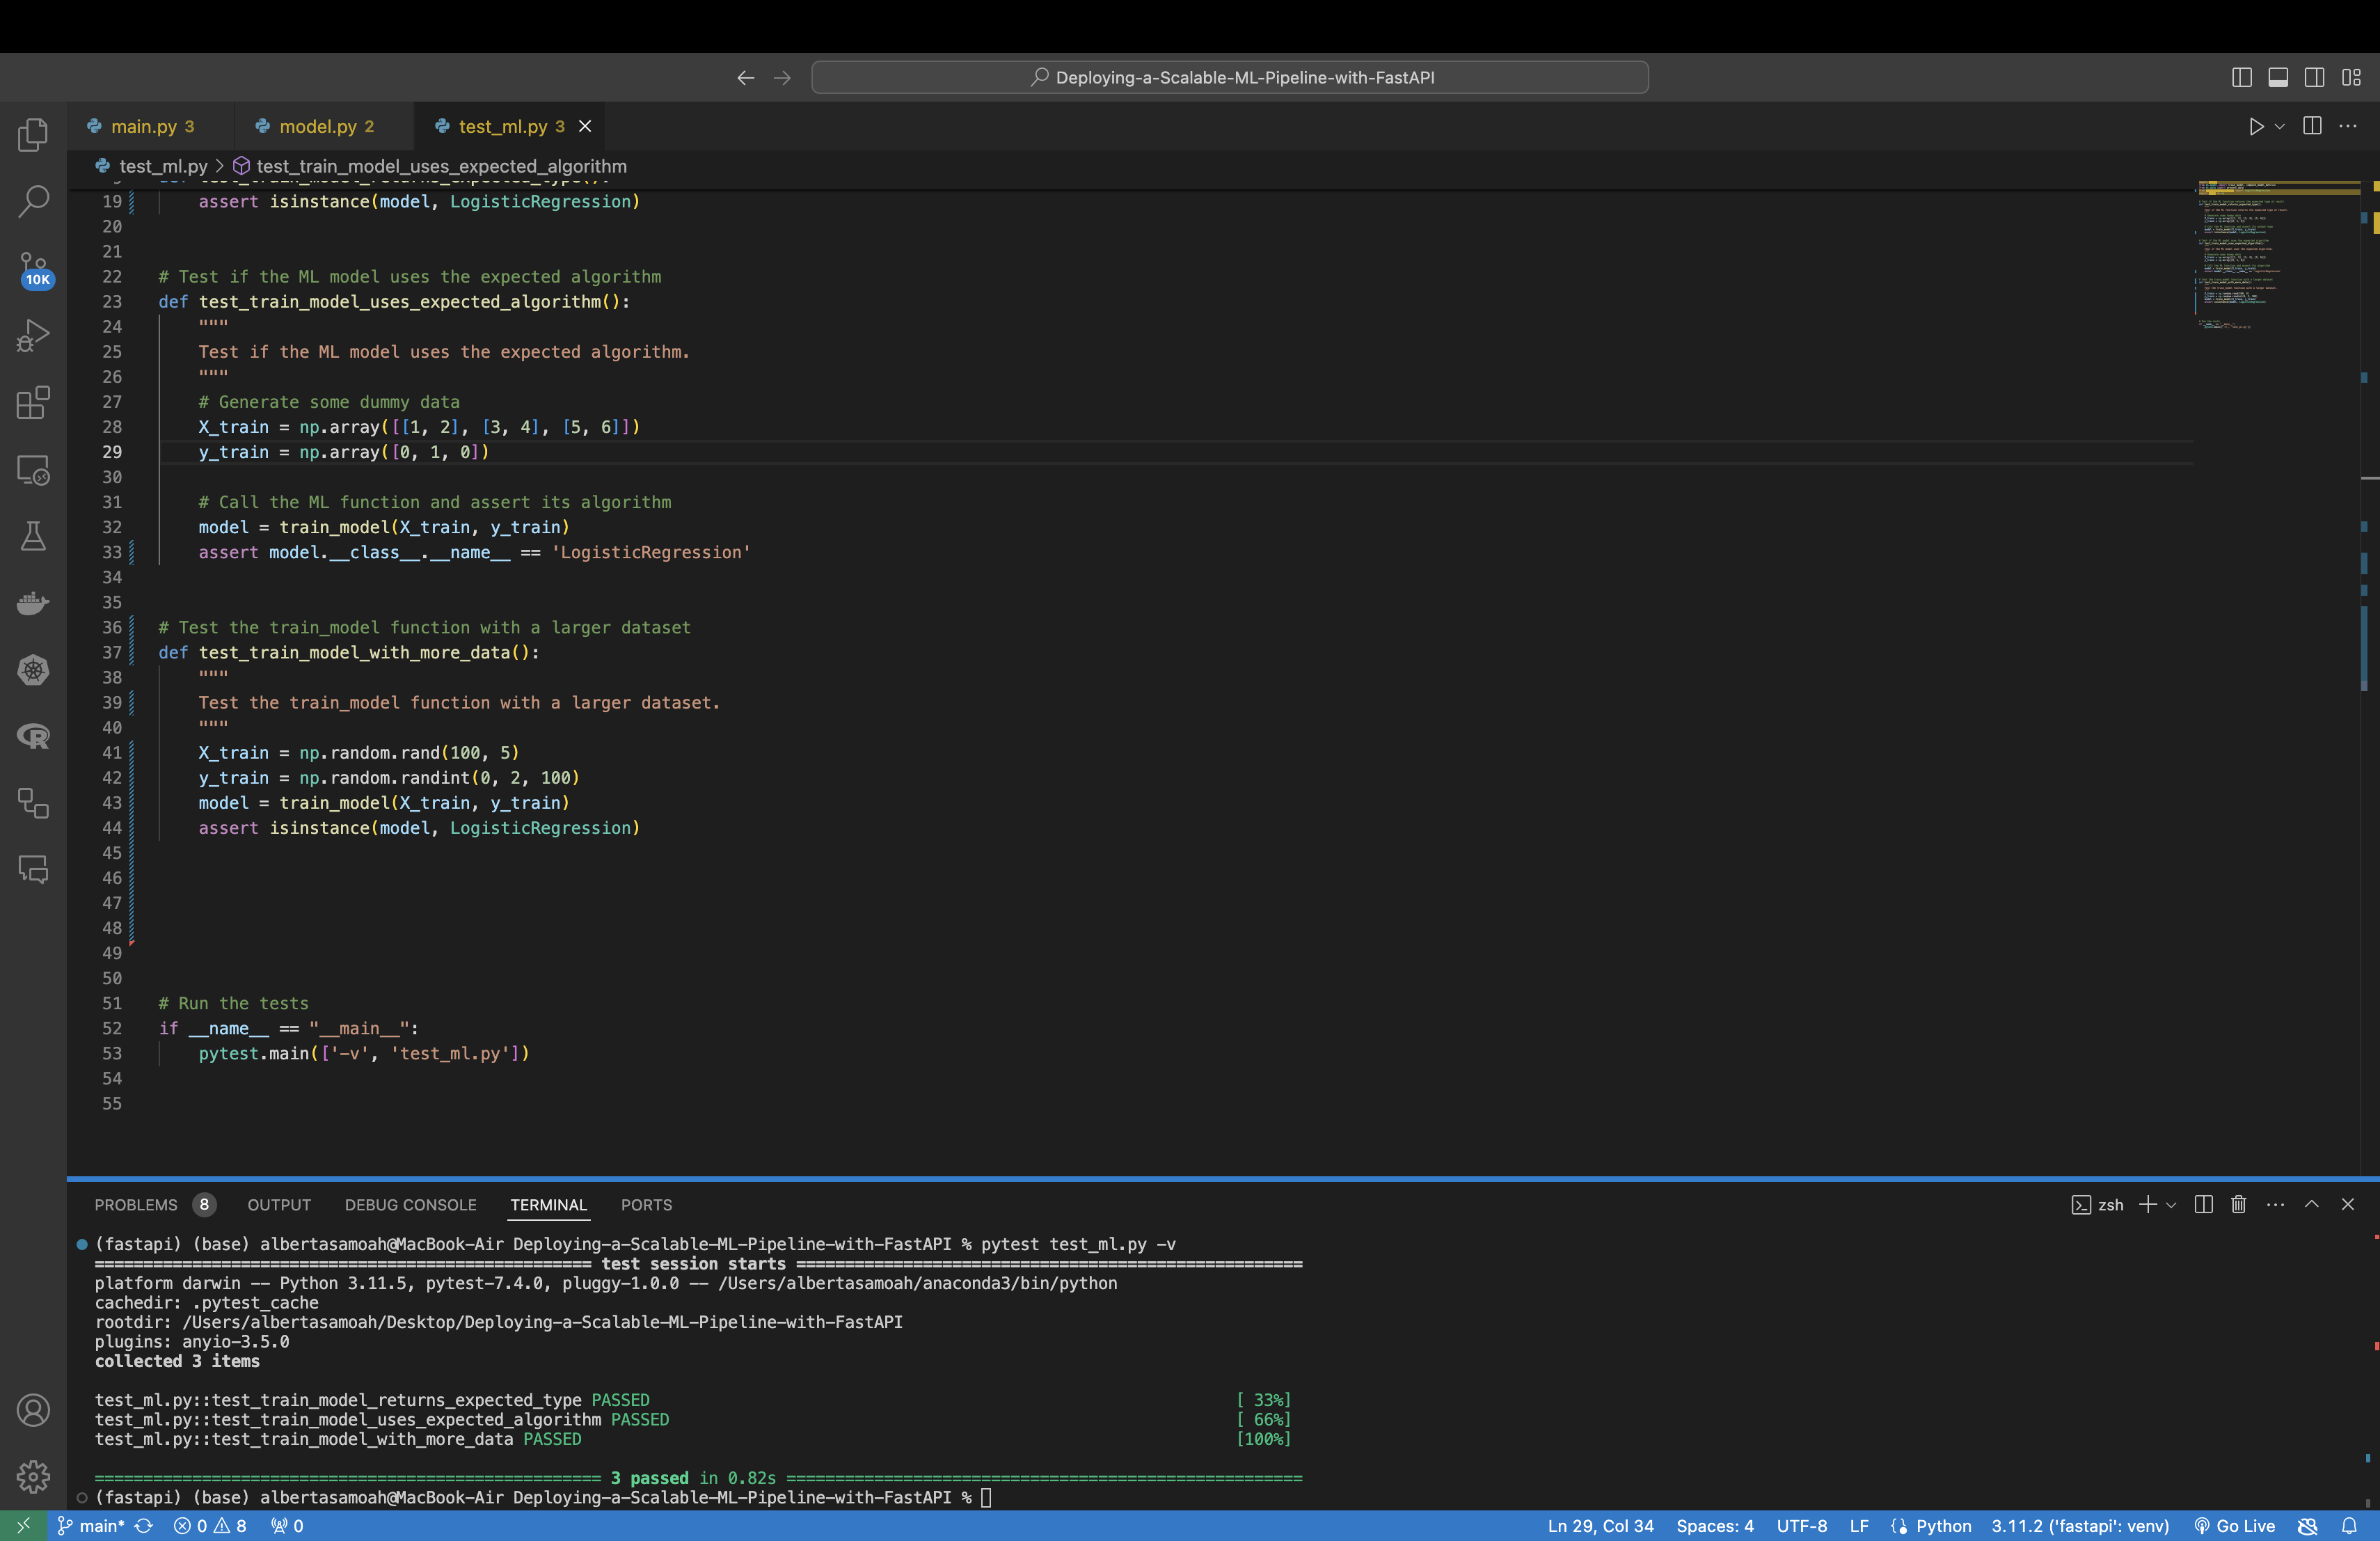 Deploying-a-Scalable-ML-Pipeline-with-FastAPI
main.py 3
model.py 2
test_ml.py 3
test_ml.py > test_train_model_uses_expected_algorithm
10K
19 assert isinstance(model, LogisticRegression)
20
21
22 # Test if the ML model uses the expected algorithm
23 def test_train_model_uses_expected_algorithm():
24 """
25 Test if the ML model uses the expected algorithm.
26 """
27 # Generate some dummy data
28 X_train = np.array([[1, 2], [3, 4], [5, 6]])
29 y_train = np.array([0, 1, 0])
30
31 # Call the ML function and assert its algorithm
32 model = train_model(X_train, y_train)
33 assert model.__class__.__name__ == 'LogisticRegression'
34
35
36 # Test the train_model function with a larger dataset
37 def test_train_model_with_more_data():
38 """
39 Test the train_model function with a larger dataset.
40 """
41 X_train = np.random.rand(100, 5)
42 y_train = np.random.randint(0, 2, 100)
43 model = train_model(X_train, y_train)
44 assert isinstance(model, LogisticRegression)
45
46
47
48
49
50
51 # Run the tests
52 if __name__ == "__main__":
53 pytest.main(['-v', 'test_ml.py'])
54
55
PROBLEMS 8 OUTPUT DEBUG CONSOLE TERMINAL PORTS
zsh
(fastapi) (base) albertasamoah@MacBook-Air Deploying-a-Scalable-ML-Pipeline-with-FastAPI % pytest test_ml.py -v
==================================================== test session starts ====================================================
platform darwin -- Python 3.11.5, pytest-7.4.0, pluggy-1.0.0 -- /Users/albertasamoah/anaconda3/bin/python
cachedir: .pytest_cache
rootdir: /Users/albertasamoah/Desktop/Deploying-a-Scalable-ML-Pipeline-with-FastAPI
plugins: anyio-3.5.0
collected 3 items
test_ml.py::test_train_model_returns_expected_type PASSED [ 33%]
test_ml.py::test_train_model_uses_expected_algorithm PASSED [ 66%]
test_ml.py::test_train_model_with_more_data PASSED [100%]
==================================================== 3 passed in 0.82s =====================================================
(fastapi) (base) albertasamoah@MacBook-Air Deploying-a-Scalable-ML-Pipeline-with-FastAPI %
main* 0 8 0
Ln 29, Col 34 Spaces: 4 UTF-8 LF Python 3.11.2 ('fastapi': venv) Go Live